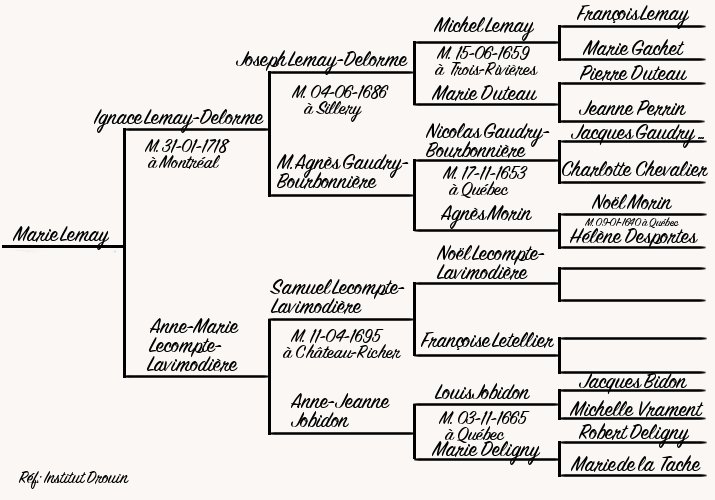 François Lemay
Michel Lemay
M. 15-06-1659
à Trois-Rivières
Marie Gachet
Joseph Lemay-Delorme
M. 04-06-1686
à Sillery
Pierre Duteau
Marie Duteau
Jeanne Perrin
Ignace Lemay-Delorme
M. 31-01-1718
à Montréal
Jacques Gaudry...
Nicolas Gaudry-
Bourbonnière
M. 17-11-1653
à Québec
Charlotte Chevalier
M. Agnès Gaudry-
Bourbonnière
Noël Morin
M. 09-01-1640 à Québec
Agnès Morin
Hélène Desportes
Marie Lemay
Noël Lecompte-
Lavimodière
Samuel Lecompte-
Lavimodière
M. 11-04-1695
à Château-Richer
Françoise Letellier
Anne-Marie
Lecompte-
Lavimodière
Jacques Bidon
Louis Jobidon
M. 03-11-1665
à Québec
Michelle Vrament
Anne-Jeanne
Jobidon
Robert Deligny
Marie Deligny
Marie de la Tache
Réf: Institut Drouin